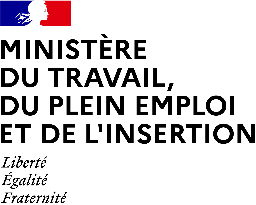 MINISTÈRE
DU TRAVAIL,
DU PLEIN EMPLOI
ET DE L'INSERTION
Liberté
Égalité
Fraternité